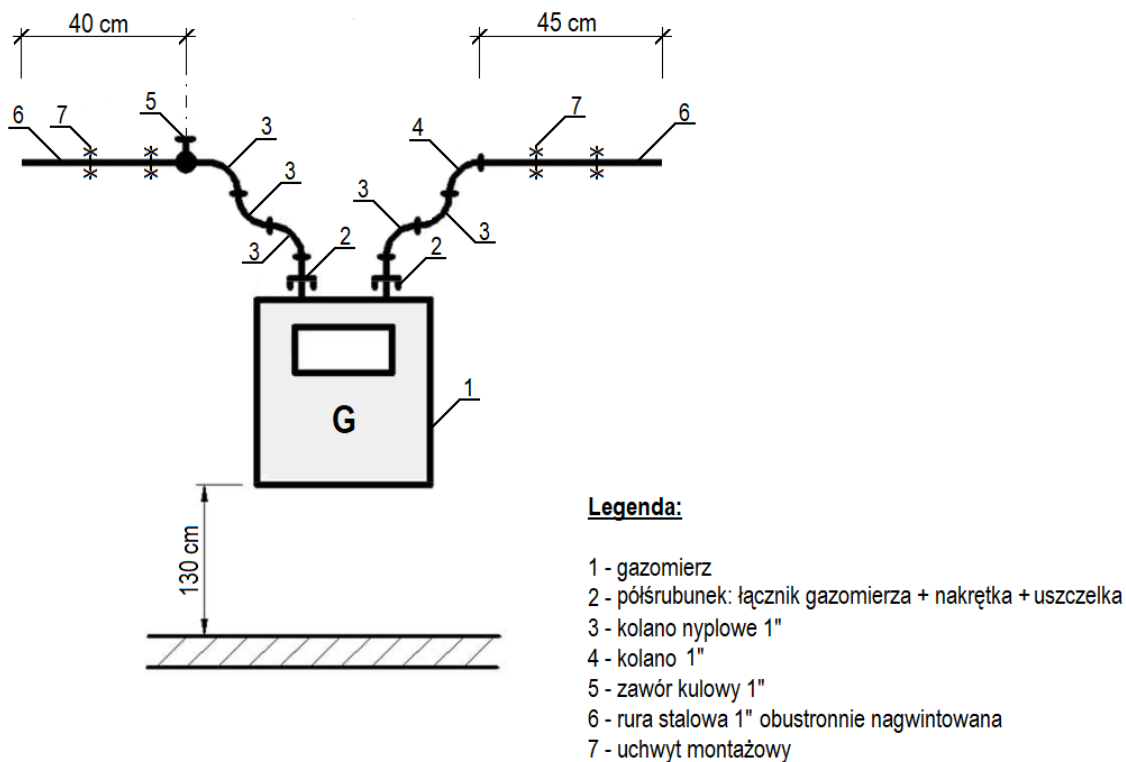 40 cm 45 cm
6 7 5 3 4 7 6
3 3 3
3 2 2
G
1
130 cm
Legenda:
1 - gazomierz
2 - półśrubunek: łącznik gazomierza + nakrętka + uszczelka
3 - kolano nyplowe 1"
4 - kolano 1"
5 - zawór kulowy 1"
6 - rura stalowa 1" obustronnie nagwintowana
7 - uchwyt montażowy